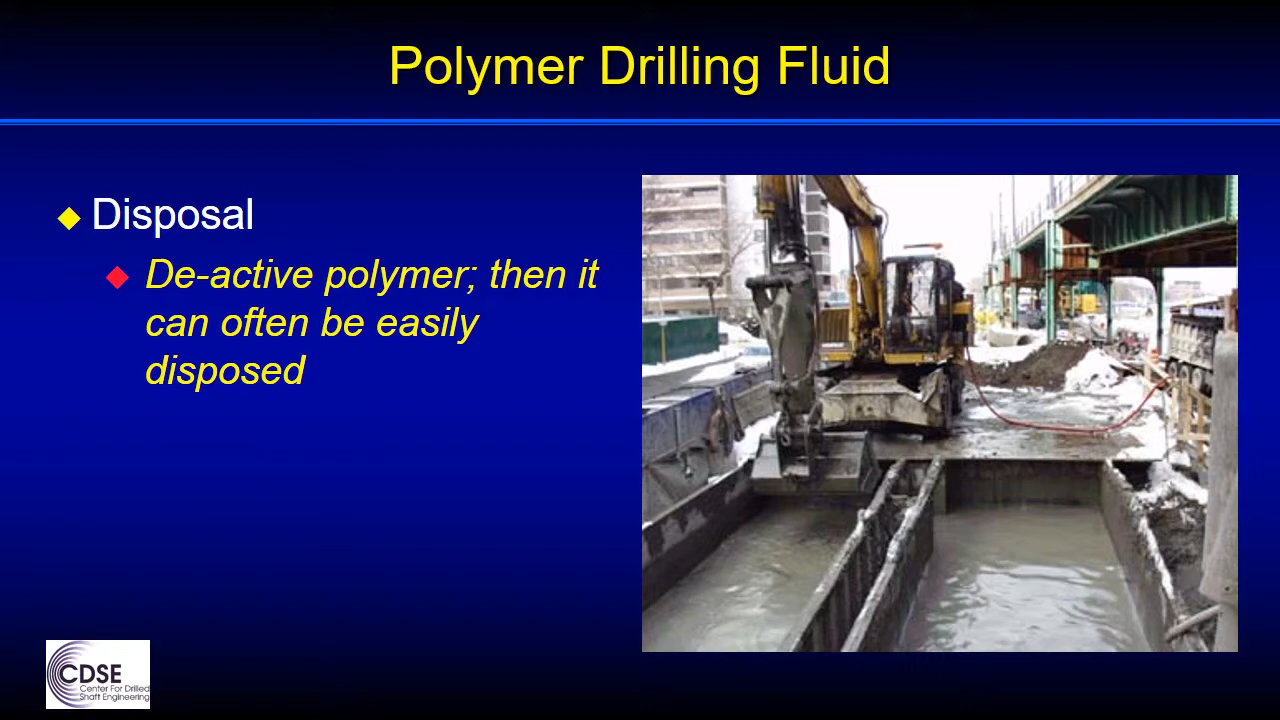 Polymer Drilling Fluid
Disposal
De-active polymer; then it
can often be easily
disposed
CDSE
Center For Drilled
Shaft Engineering